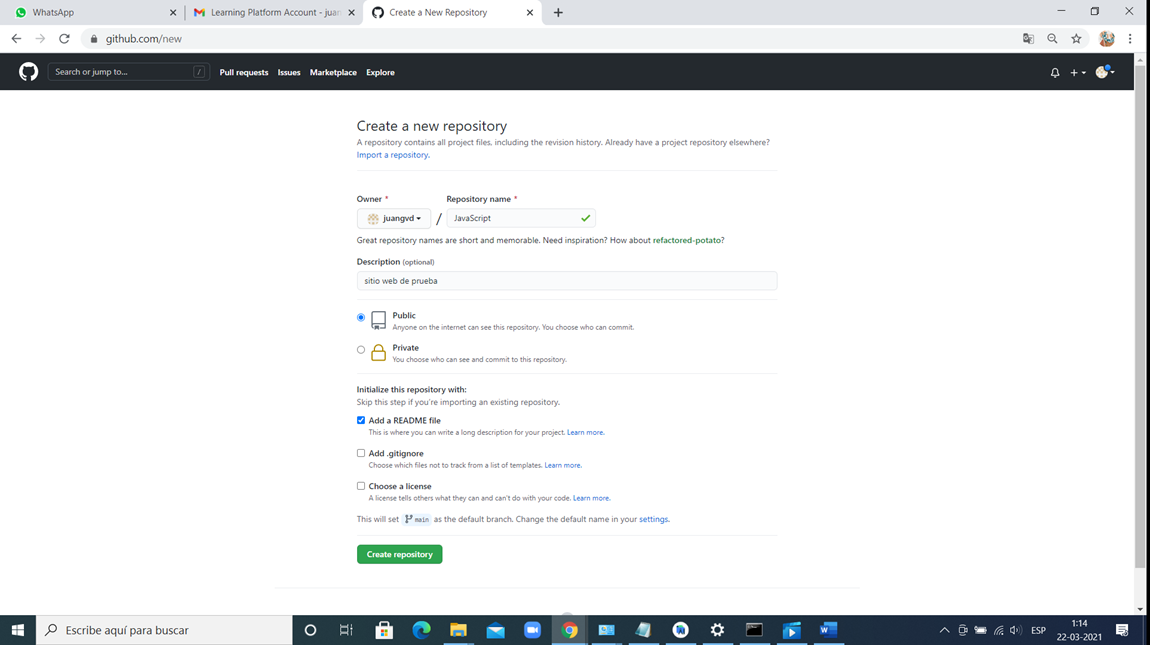 WhatsApp
Learning Platform Account - juan
Create a New Repository
github.com/new
Search or jump to...
/
Pull requests
Issues
Marketplace
Explore
Create a new repository
A repository contains all project files, including the revision history. Already have a project repository elsewhere?
Import a repository.
Owner *
Repository name *
juangvd
/
JavaScript
Great repository names are short and memorable. Need inspiration? How about refactored-potato?
Description (optional)
sitio web de prueba
Public
Anyone on the internet can see this repository. You choose who can commit.
Private
You choose who can see and commit to this repository.
Initialize this repository with:
Skip this step if you're importing an existing repository.
Add a README file
This is where you can write a long description for your project. Learn more.
Add .gitignore
Choose which files not to track from a list of templates. Learn more.
Choose a license
A license tells others what they can and can't do with your code. Learn more.
This will set main as the default branch. Change the default name in your settings.
Create repository
Escribe aquí para buscar
ESP
1:14
22-03-2021